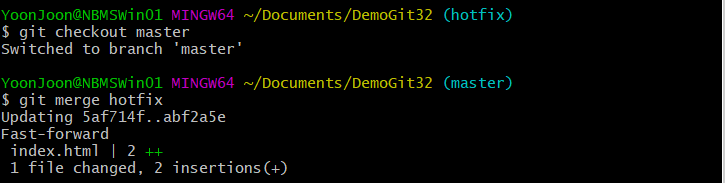 YoonJoon@NBMSWin01 MINGW64 ~/Documents/DemoGit32 (hotfix)
$ git checkout master
Switched to branch 'master'
YoonJoon@NBMSWin01 MINGW64 ~/Documents/DemoGit32 (master)
$ git merge hotfix
Updating 5af714f..abf2a5e
Fast-forward
 index.html | 2 ++
 1 file changed, 2 insertions(+)